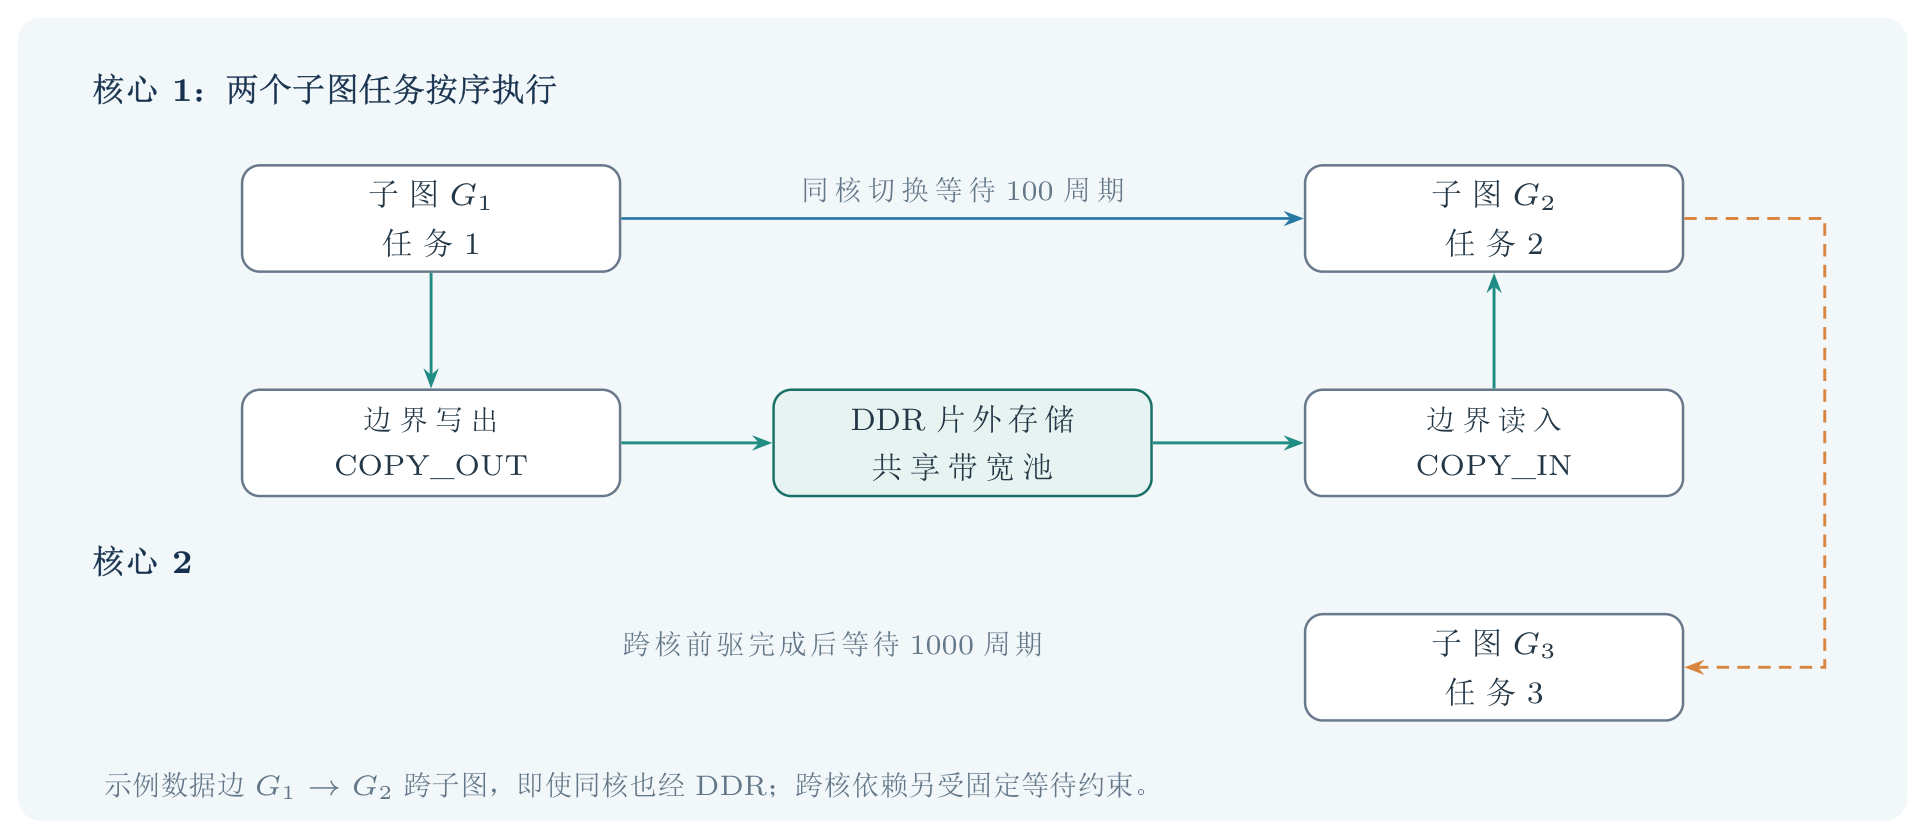 核心 1：两个子图任务按序执行
子图 G₁
任务 1
同核切换等待 100 周期
子图 G₂
任务 2
边界写出
COPY_OUT
DDR 片外存储
共享带宽池
边界读入
COPY_IN
核心 2
跨核前驱完成后等待 1000 周期
子图 G₃
任务 3
示例数据边 G₁ → G₂ 跨子图，即使同核也经 DDR；跨核依赖另受固定等待约束。